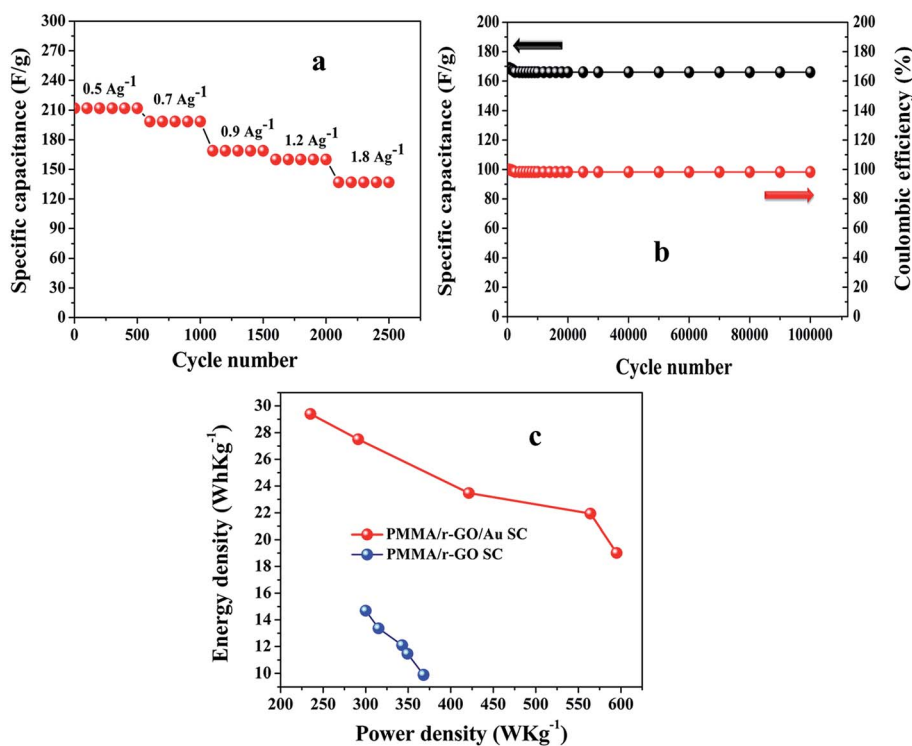 a
Specific capacitance (F/g)
300
270
240
210
180
150
120
90
60
30
0
0.5 Ag⁻¹
0.7 Ag⁻¹
0.9 Ag⁻¹
1.2 Ag⁻¹
1.8 Ag⁻¹
0 500 1000 1500 2000 2500
Cycle number
b
Specific capacitance (F/g)
200
180
160
140
120
100
80
60
40
20
0
200
180
160
140
120
100
80
60
40
20
0
Coulombic efficiency (%)
0 20000 40000 60000 80000 100000
Cycle number
c
Energy density (WhKg⁻¹)
30
28
26
24
22
20
18
16
14
12
10
PMMA/r-GO/Au SC
PMMA/r-GO SC
200 250 300 350 400 450 500 550 600
Power density (WKg⁻¹)